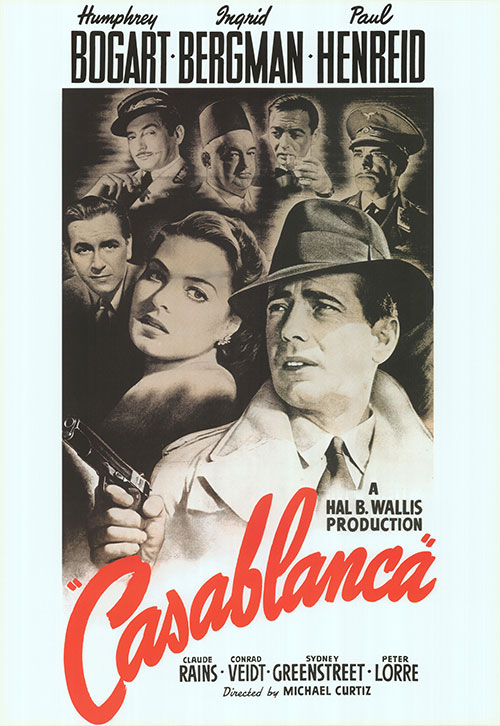 Humphrey Ingrid Paul
BOGART · BERGMAN · HENREID
A
HAL B. WALLIS
PRODUCTION
"Casablanca"
CLAUDE CONRAD SYDNEY PETER
RAINS · VEIDT · GREENSTREET · LORRE
Directed by MICHAEL CURTIZ